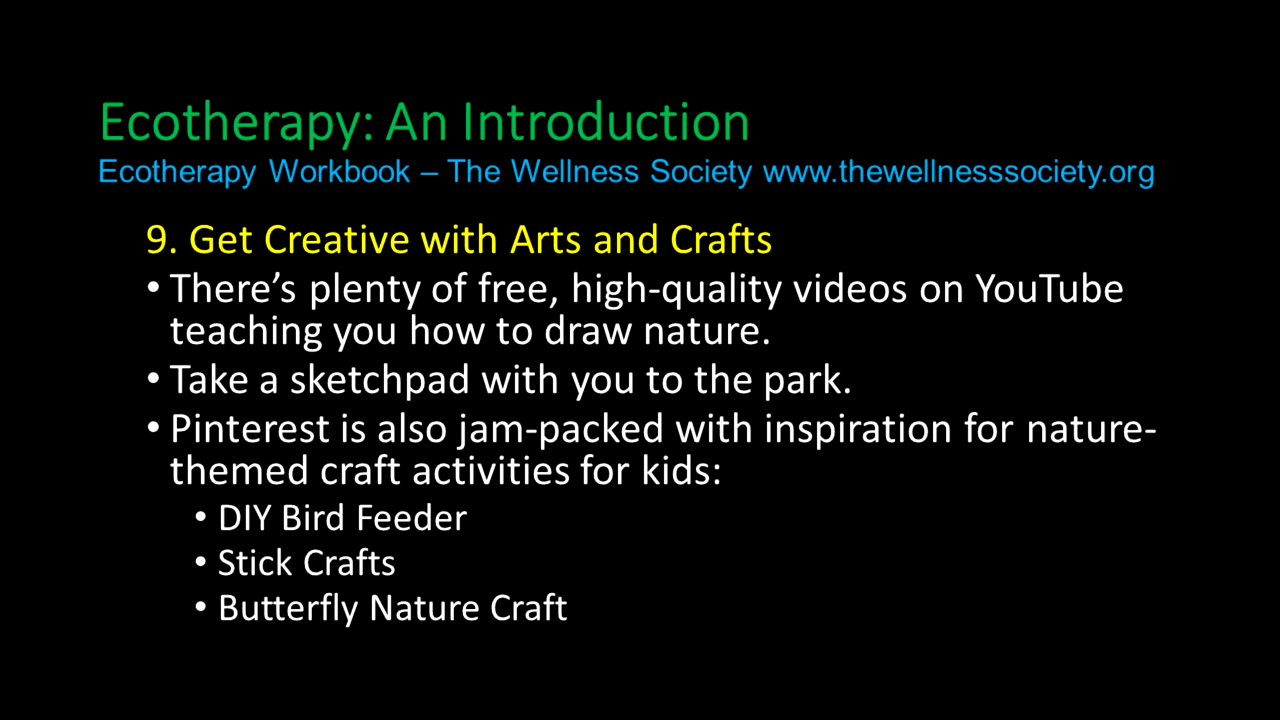 Ecotherapy: An Introduction
Ecotherapy Workbook – The Wellness Society www.thewellnesssociety.org
9. Get Creative with Arts and Crafts
• There’s plenty of free, high-quality videos on YouTube
teaching you how to draw nature.
• Take a sketchpad with you to the park.
• Pinterest is also jam-packed with inspiration for nature-
themed craft activities for kids:
• DIY Bird Feeder
• Stick Crafts
• Butterfly Nature Craft